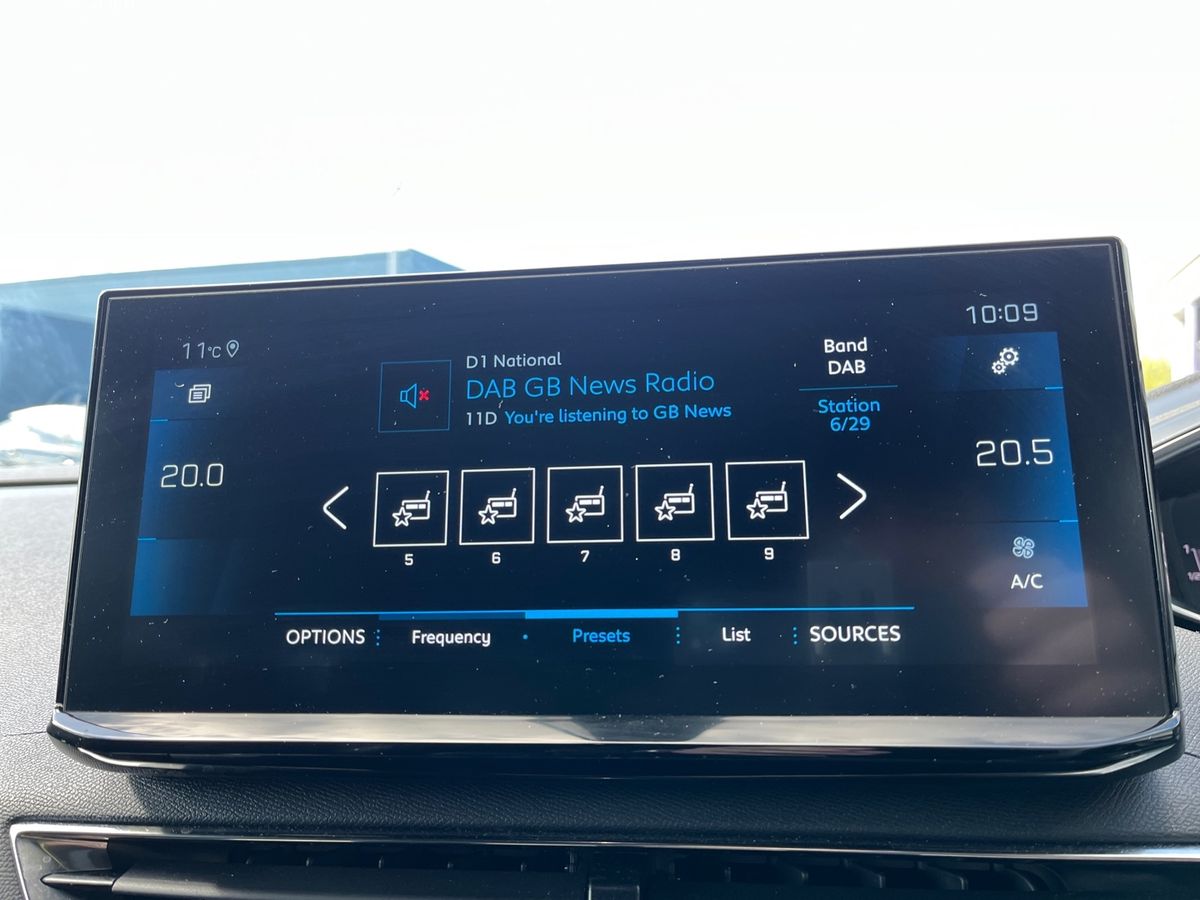 10:09
11°C
D1 National
DAB GB News Radio
11D You're listening to GB News
Band
DAB
Station
6/29
20.0
20.5
5 6 7 8 9
A/C
OPTIONS Frequency Presets List SOURCES